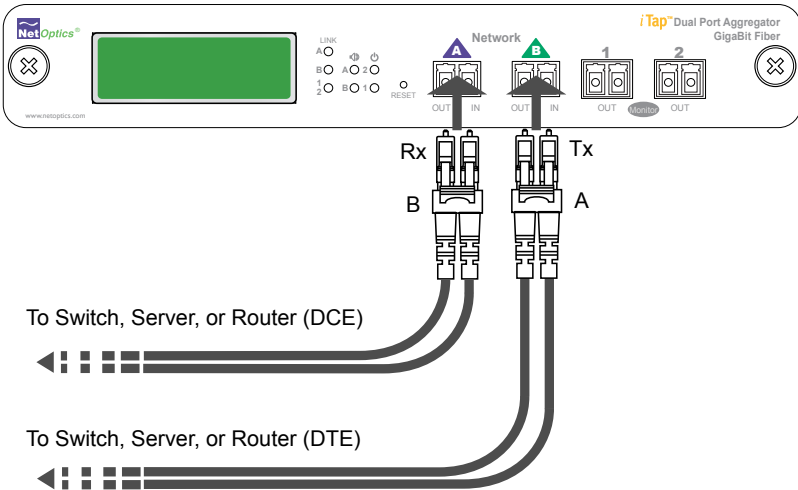 NetOptics®
LINK
A
B A 2
1
2 B 1
RESET
www.netoptics.com
Network
A
B
OUT IN
OUT IN
iTap™ Dual Port Aggregator
GigaBit Fiber
1
2
OUT Monitor OUT
Rx
Tx
B
A
To Switch, Server, or Router (DCE)
To Switch, Server, or Router (DTE)